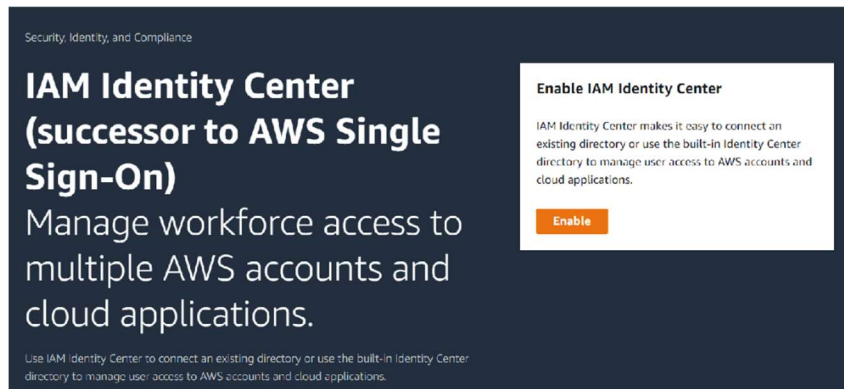 Security, Identity, and Compliance
IAM Identity Center
(successor to AWS Single
Sign-On)
Manage workforce access to
multiple AWS accounts and
cloud applications.
Use IAM Identity Center to connect an existing directory or use the built-in Identity Center
directory to manage user access to AWS accounts and cloud applications.
Enable IAM Identity Center
IAM Identity Center makes it easy to connect an
existing directory or use the built-in Identity Center
directory to manage user access to AWS accounts and
cloud applications.
Enable